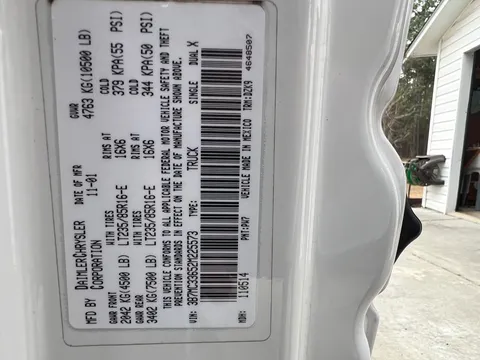 MFD BY DAIMLERCHRYSLER CORPORATION DATE OF MFR 11-01 GVWR 4763 KG(10500 LB)
GAWR FRONT 2042 KG(4500 LB) WITH TIRES LT235/85R16-E RIMS AT 16X6 COLD 379 KPA(55 PSI)
GAWR REAR 3402 KG(7500 LB) WITH TIRES LT235/85R16-E RIMS AT 16X6 COLD 344 KPA(50 PSI)
THIS VEHICLE CONFORMS TO ALL APPLICABLE FEDERAL MOTOR VEHICLE SAFETY AND THEFT
PREVENTION STANDARDS IN EFFECT ON THE DATE OF MANUFACTURE SHOWN ABOVE.
VIN: 3B7MC33652M225573 TYPE: TRUCK SINGLE DUAL X
MDH: 110514 PNT:PW7 VEHICLE MADE IN MEXICO TRM:DZX9 4648507